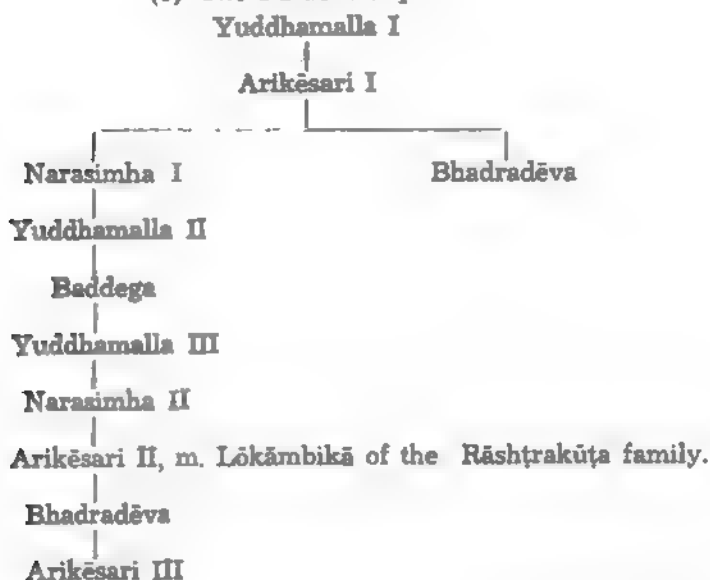 Yuddhamalla I
Arikēsari I
Narasimha I Bhadradēva
Yuddhamalla II
Baddega
Yuddhamalla III
Narasimha II
Arikēsari II, m. Lōkāmbikā of the Rāshṭrakūṭa family.
Bhadradēva
Arikēsari III